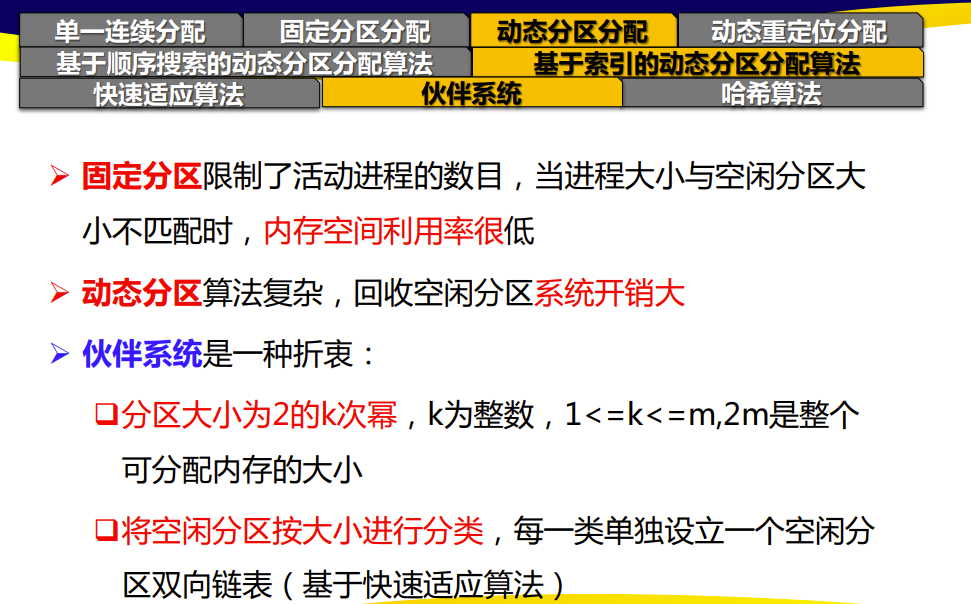 单一连续分配 固定分区分配 动态分区分配 动态重定位分配
基于顺序搜索的动态分区分配算法 基于索引的动态分区分配算法
快速适应算法 伙伴系统 哈希算法
固定分区限制了活动进程的数目，当进程大小与空闲分区大
小不匹配时，内存空间利用率很低
动态分区算法复杂，回收空闲分区系统开销大
伙伴系统是一种折衷：
分区大小为2的k次幂，k为整数，1<=k<=m,2m是整个
可分配内存的大小
将空闲分区按大小进行分类，每一类单独设立一个空闲分
区双向链表（基于快速适应算法）